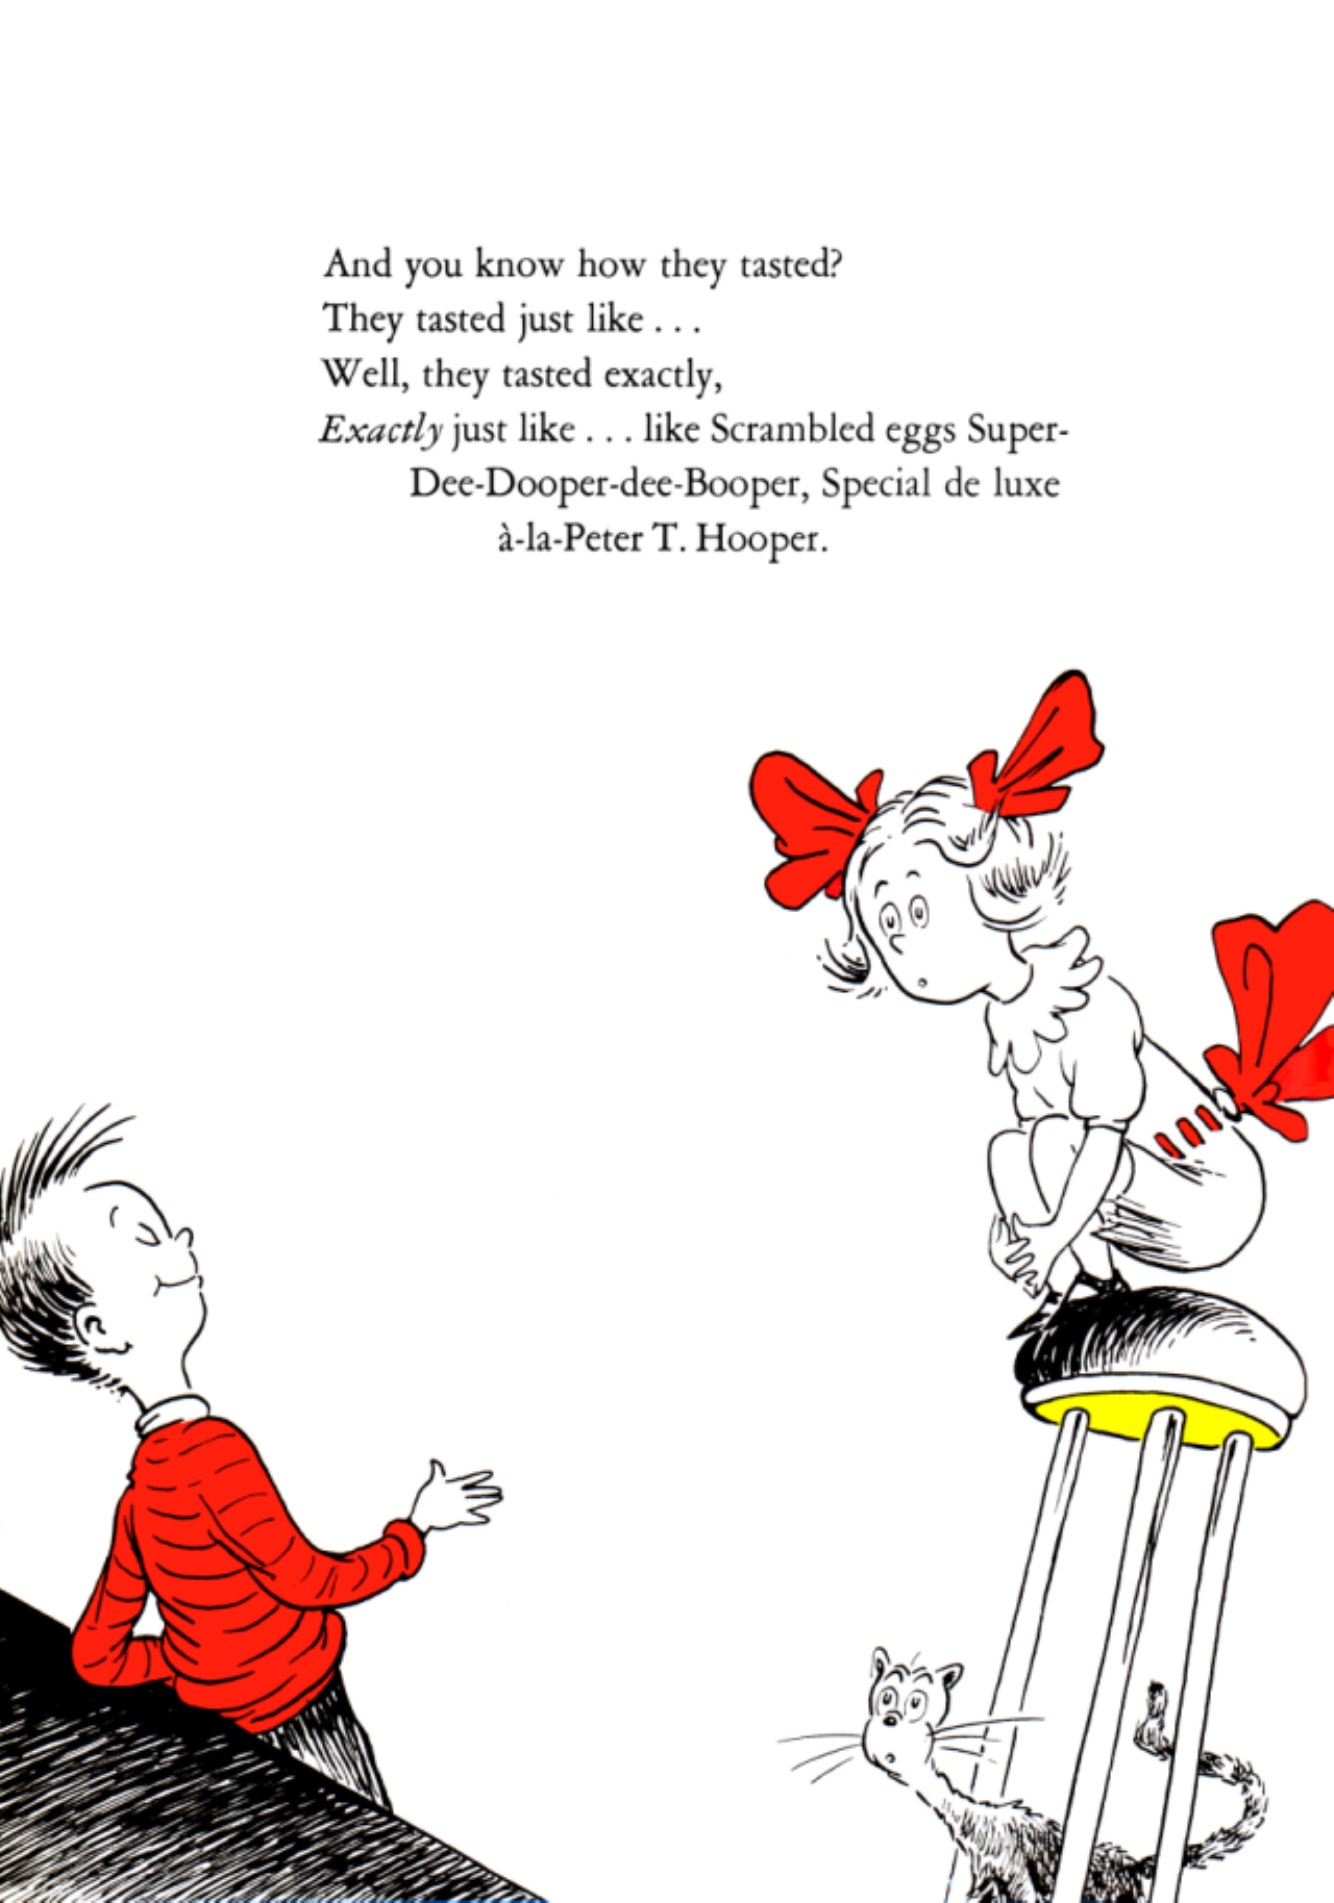 And you know how they tasted?
They tasted just like . . .
Well, they tasted exactly,
Exactly just like . . . like Scrambled eggs Super-
Dee-Dooper-dee-Booper, Special de luxe
à-la-Peter T. Hooper.